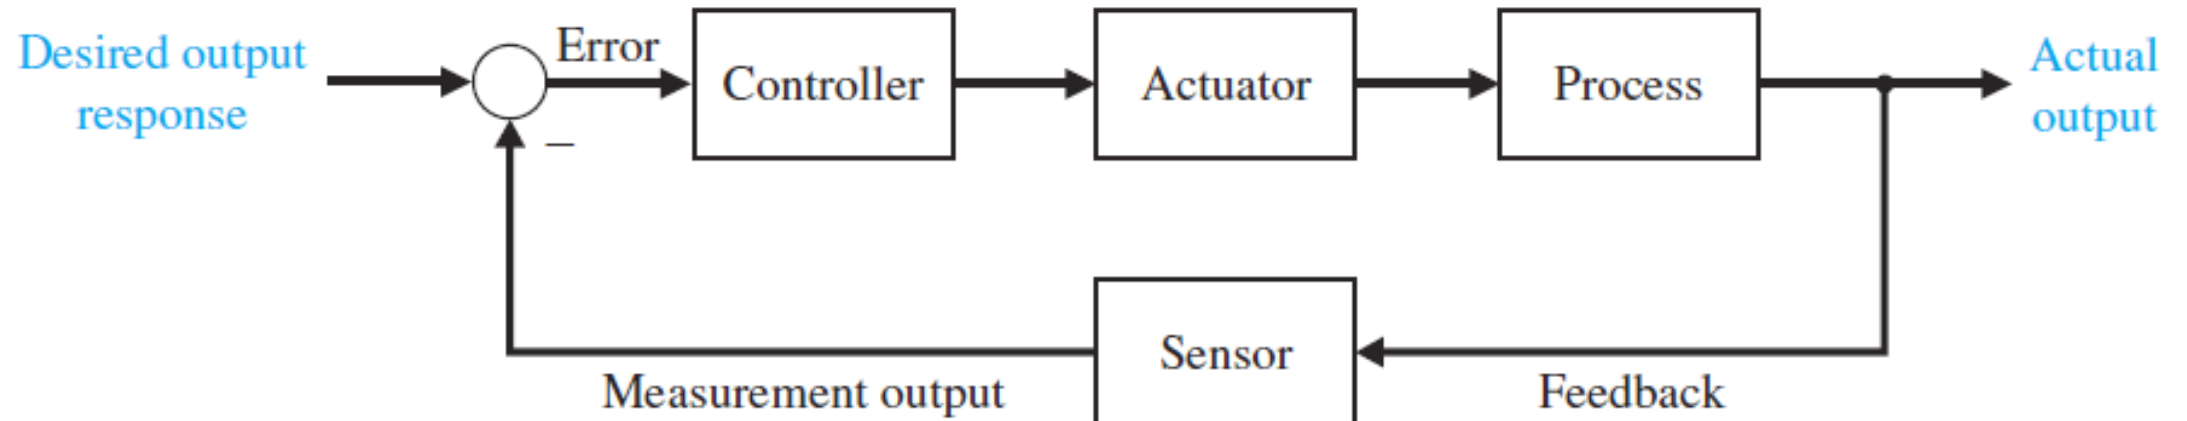 Desired output
response
Error
–
Controller
Actuator
Process
Actual
output
Sensor
Measurement output
Feedback